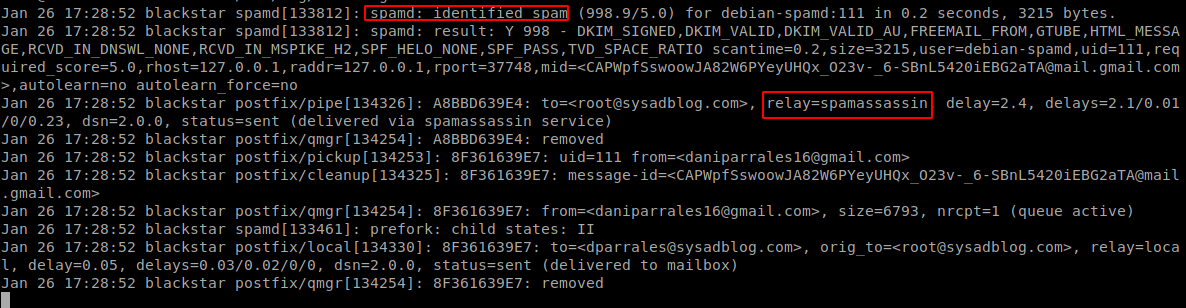 Jan 26 17:28:52 blackstar spamd[133812]: spamd: identified spam (998.9/5.0) for debian-spamd:111 in 0.2 seconds, 3215 bytes.
Jan 26 17:28:52 blackstar spamd[133812]: spamd: result: Y 998 - DKIM_SIGNED,DKIM_VALID,DKIM_VALID_AU,FREEMAIL_FROM,GTUBE,HTML_MESSA
GE,RCVD_IN_DNSWL_NONE,RCVD_IN_MSPIKE_H2,SPF_HELO_NONE,SPF_PASS,TVD_SPACE_RATIO scantime=0.2,size=3215,user=debian-spamd,uid=111,req
uired_score=5.0,rhost=127.0.0.1,raddr=127.0.0.1,rport=37748,mid=<CAPWpfSswoowJA82W6PYeyUHQx_O23v-_6-SBnL5420iEBG2aTA@mail.gmail.com
>,autolearn=no autolearn_force=no
Jan 26 17:28:52 blackstar postfix/pipe[134326]: A8BBD639E4: to=<root@sysadblog.com>, relay=spamassassin, delay=2.4, delays=2.1/0.01
/0/0.23, dsn=2.0.0, status=sent (delivered via spamassassin service)
Jan 26 17:28:52 blackstar postfix/qmgr[134254]: A8BBD639E4: removed
Jan 26 17:28:52 blackstar postfix/pickup[134253]: 8F361639E7: uid=111 from=<daniparrales16@gmail.com>
Jan 26 17:28:52 blackstar postfix/cleanup[134325]: 8F361639E7: message-id=<CAPWpfSswoowJA82W6PYeyUHQx_O23v-_6-SBnL5420iEBG2aTA@mail
.gmail.com>
Jan 26 17:28:52 blackstar postfix/qmgr[134254]: 8F361639E7: from=<daniparrales16@gmail.com>, size=6793, nrcpt=1 (queue active)
Jan 26 17:28:52 blackstar spamd[133461]: prefork: child states: II
Jan 26 17:28:52 blackstar postfix/local[134330]: 8F361639E7: to=<dparrales@sysadblog.com>, orig_to=<root@sysadblog.com>, relay=loca
l, delay=0.05, delays=0.03/0.02/0/0, dsn=2.0.0, status=sent (delivered to mailbox)
Jan 26 17:28:52 blackstar postfix/qmgr[134254]: 8F361639E7: removed